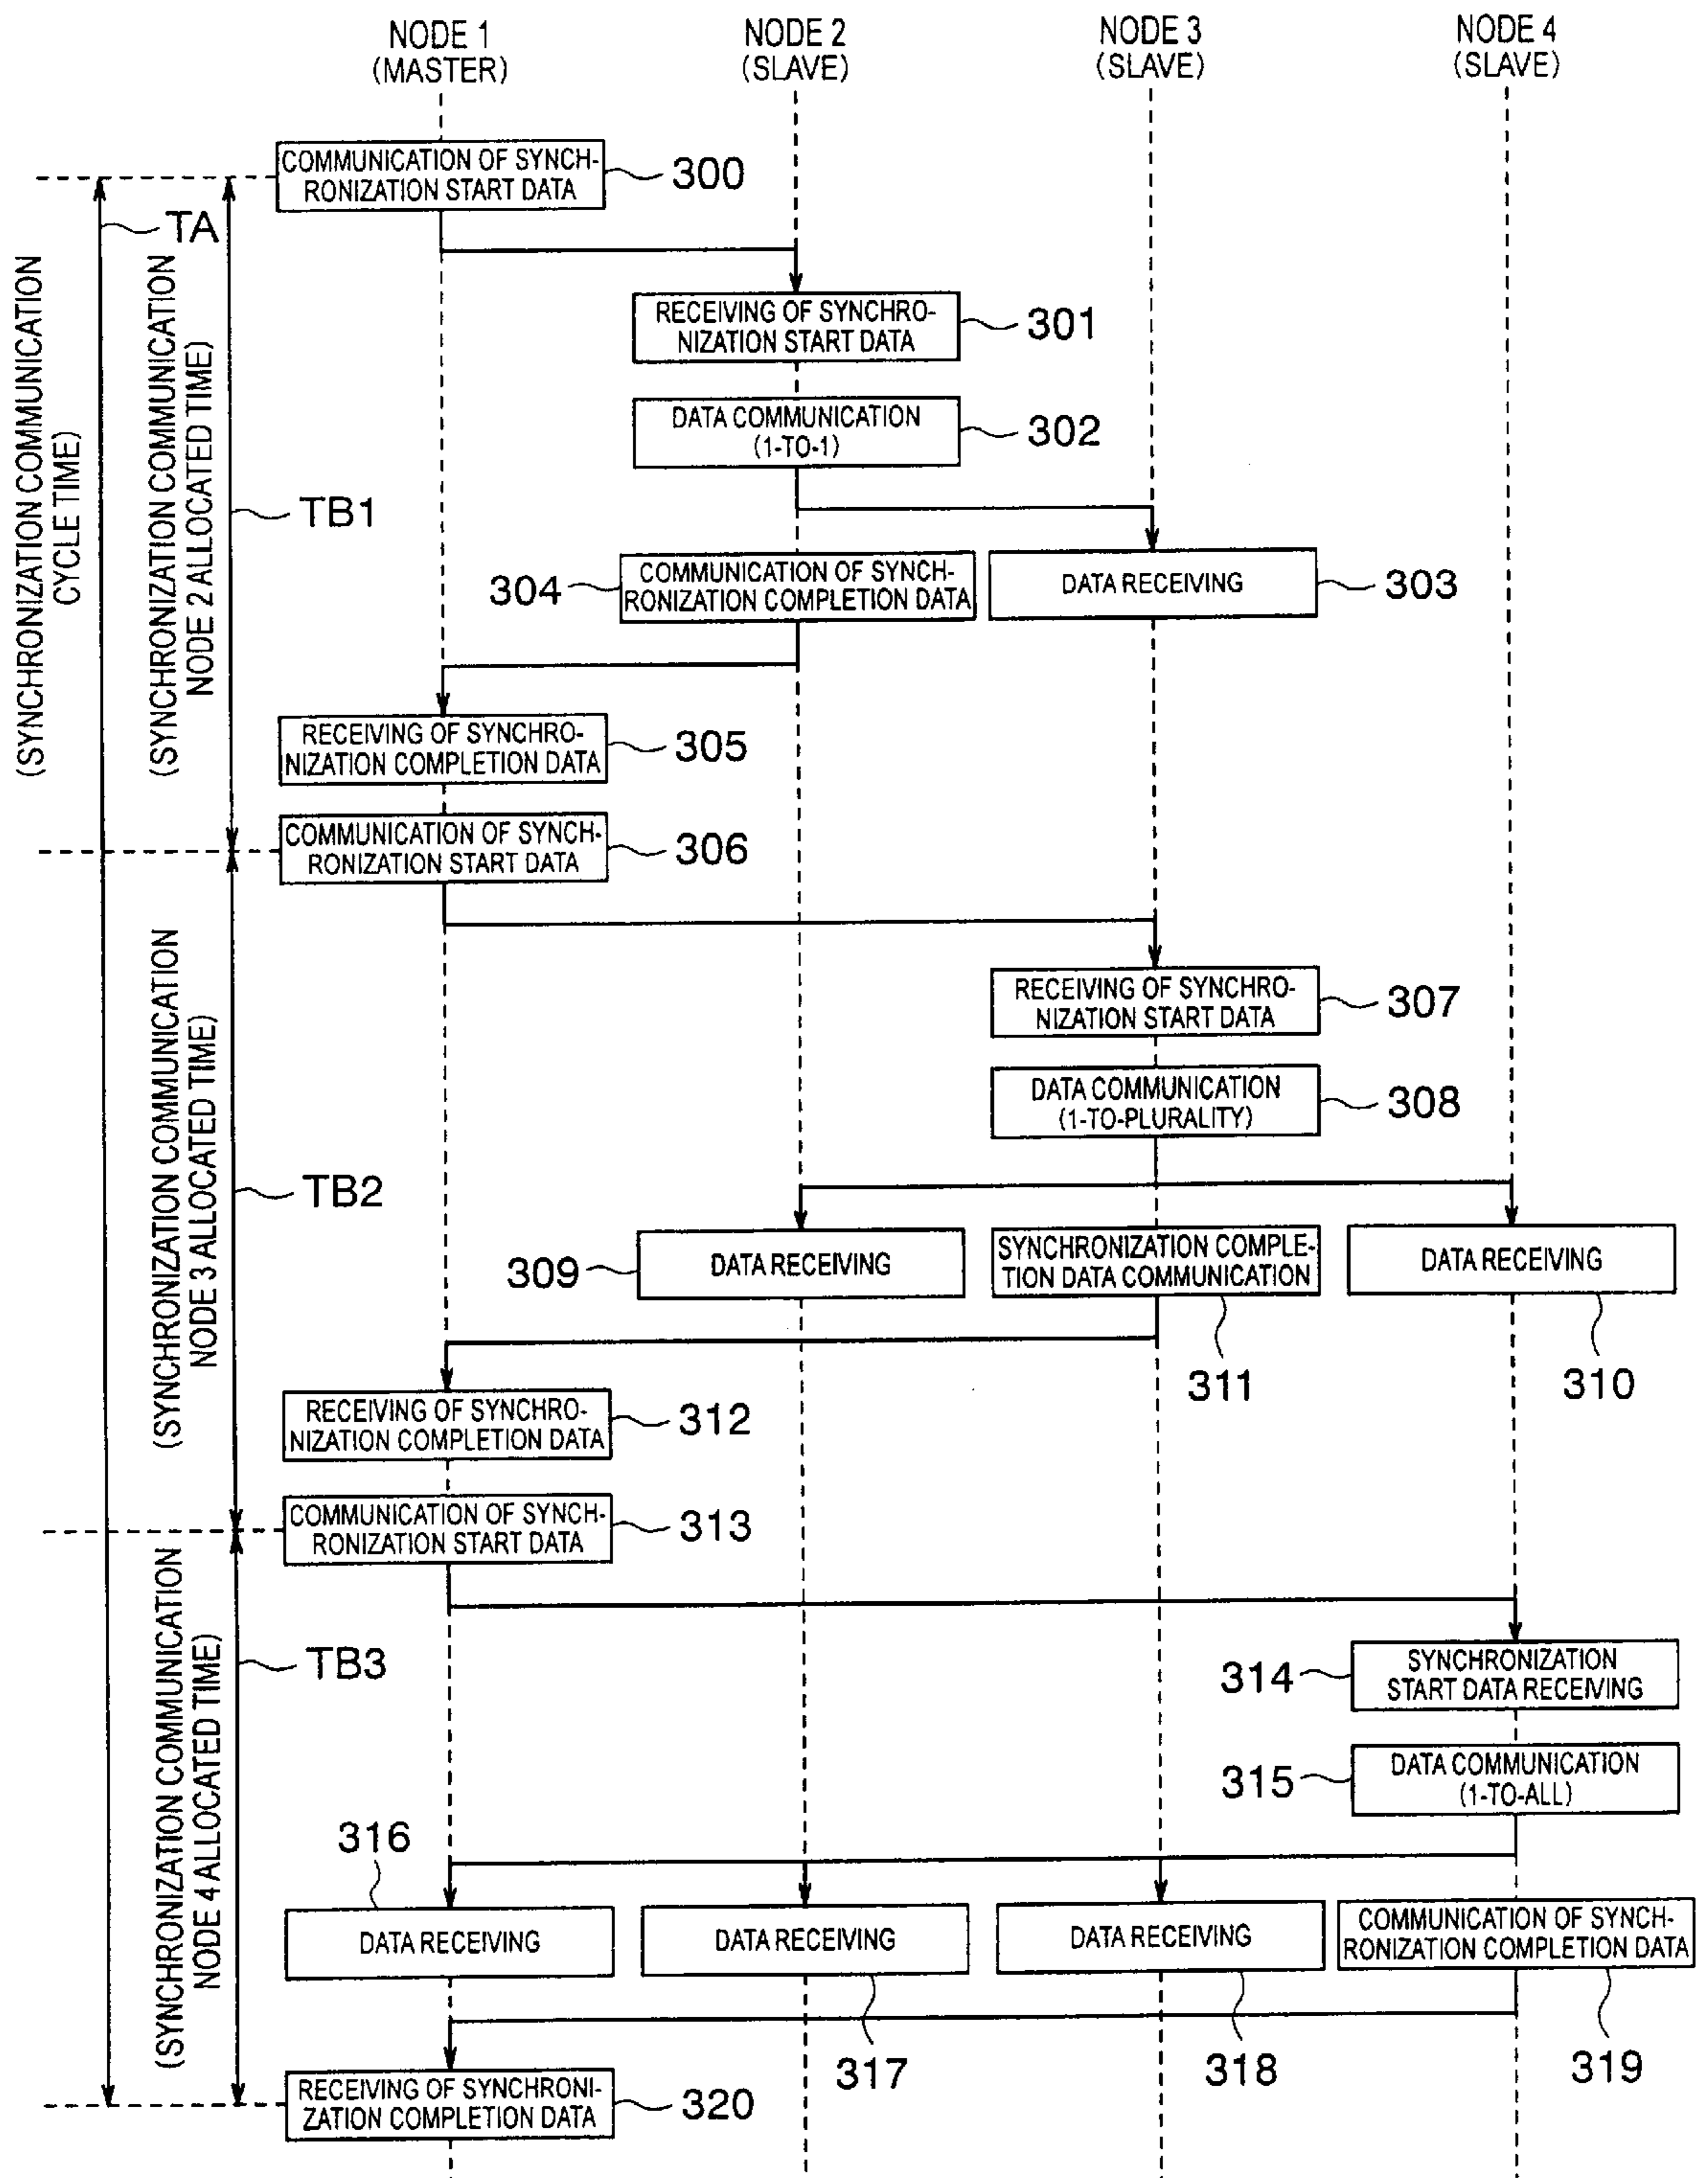 NODE 1
(MASTER)
NODE 2
(SLAVE)
NODE 3
(SLAVE)
NODE 4
(SLAVE)
COMMUNICATION OF SYNCH-
RONIZATION START DATA
300
TA
(SYNCHRONIZATION COMMUNICATION
CYCLE TIME)
(SYNCHRONIZATION COMMUNICATION
NODE 2 ALLOCATED TIME)
TB1
RECEIVING OF SYNCHRO-
NIZATION START DATA
301
DATA COMMUNICATION
(1-TO-1)
302
304
COMMUNICATION OF SYNCH-
RONIZATION COMPLETION DATA
DATA RECEIVING
303
RECEIVING OF SYNCHRO-
NIZATION COMPLETION DATA
305
COMMUNICATION OF SYNCH-
RONIZATION START DATA
306
(SYNCHRONIZATION COMMUNICATION
NODE 3 ALLOCATED TIME)
TB2
RECEIVING OF SYNCHRO-
NIZATION START DATA
307
DATA COMMUNICATION
(1-TO-PLURALITY)
308
309
DATA RECEIVING
SYNCHRONIZATION COMPLE-
TION DATA COMMUNICATION
DATA RECEIVING
311
310
RECEIVING OF SYNCHRO-
NIZATION COMPLETION DATA
312
COMMUNICATION OF SYNCH-
RONIZATION START DATA
313
(SYNCHRONIZATION COMMUNICATION
NODE 4 ALLOCATED TIME)
TB3
314
SYNCHRONIZATION
START DATA RECEIVING
315
DATA COMMUNICATION
(1-TO-ALL)
316
DATA RECEIVING
DATA RECEIVING
DATA RECEIVING
COMMUNICATION OF SYNCH-
RONIZATION COMPLETION DATA
317
318
319
RECEIVING OF SYNCHRONI-
ZATION COMPLETION DATA
320